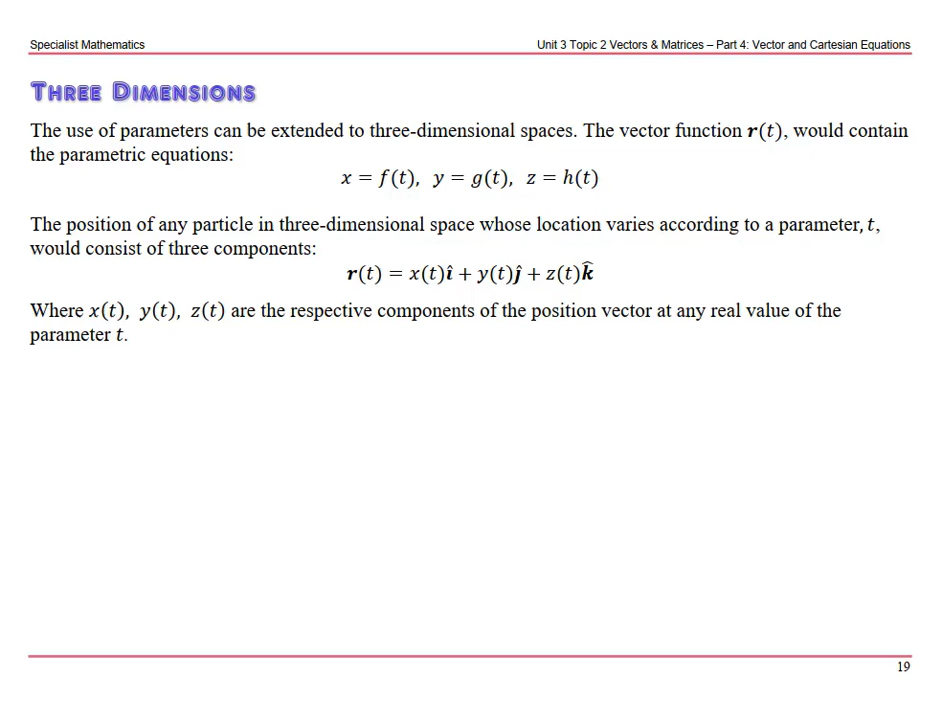 Specialist Mathematics
Unit 3 Topic 2 Vectors & Matrices – Part 4: Vector and Cartesian Equations
THREE DIMENSIONS
The use of parameters can be extended to three-dimensional spaces. The vector function r(t), would contain
the parametric equations:
x = f(t), y = g(t), z = h(t)
The position of any particle in three-dimensional space whose location varies according to a parameter, t,
would consist of three components:
r(t) = x(t)î + y(t)ĵ + z(t)k̂
Where x(t), y(t), z(t) are the respective components of the position vector at any real value of the
parameter t.
19